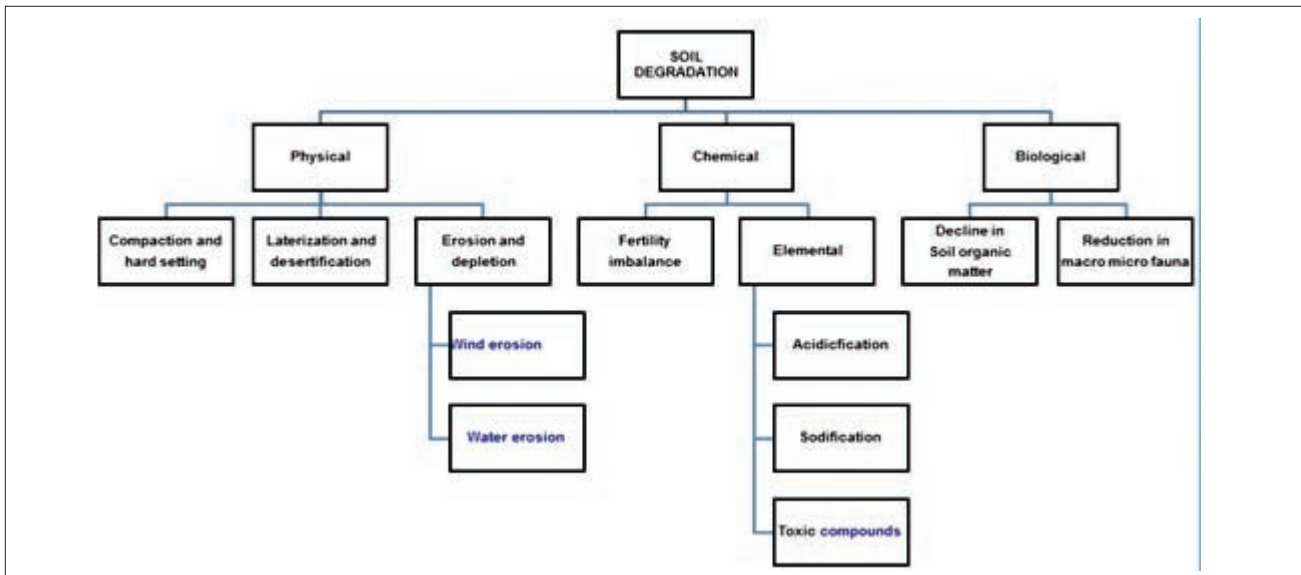 SOIL
DEGRADATION
Physical
Chemical
Biological
Compaction and
hard setting
Laterization and
desertification
Erosion and
depletion
Fertility
imbalance
Elemental
Decline in
Soil organic
matter
Reduction in
macro micro fauna
Wind erosion
Water erosion
Acidicfication
Sodification
Toxic compounds